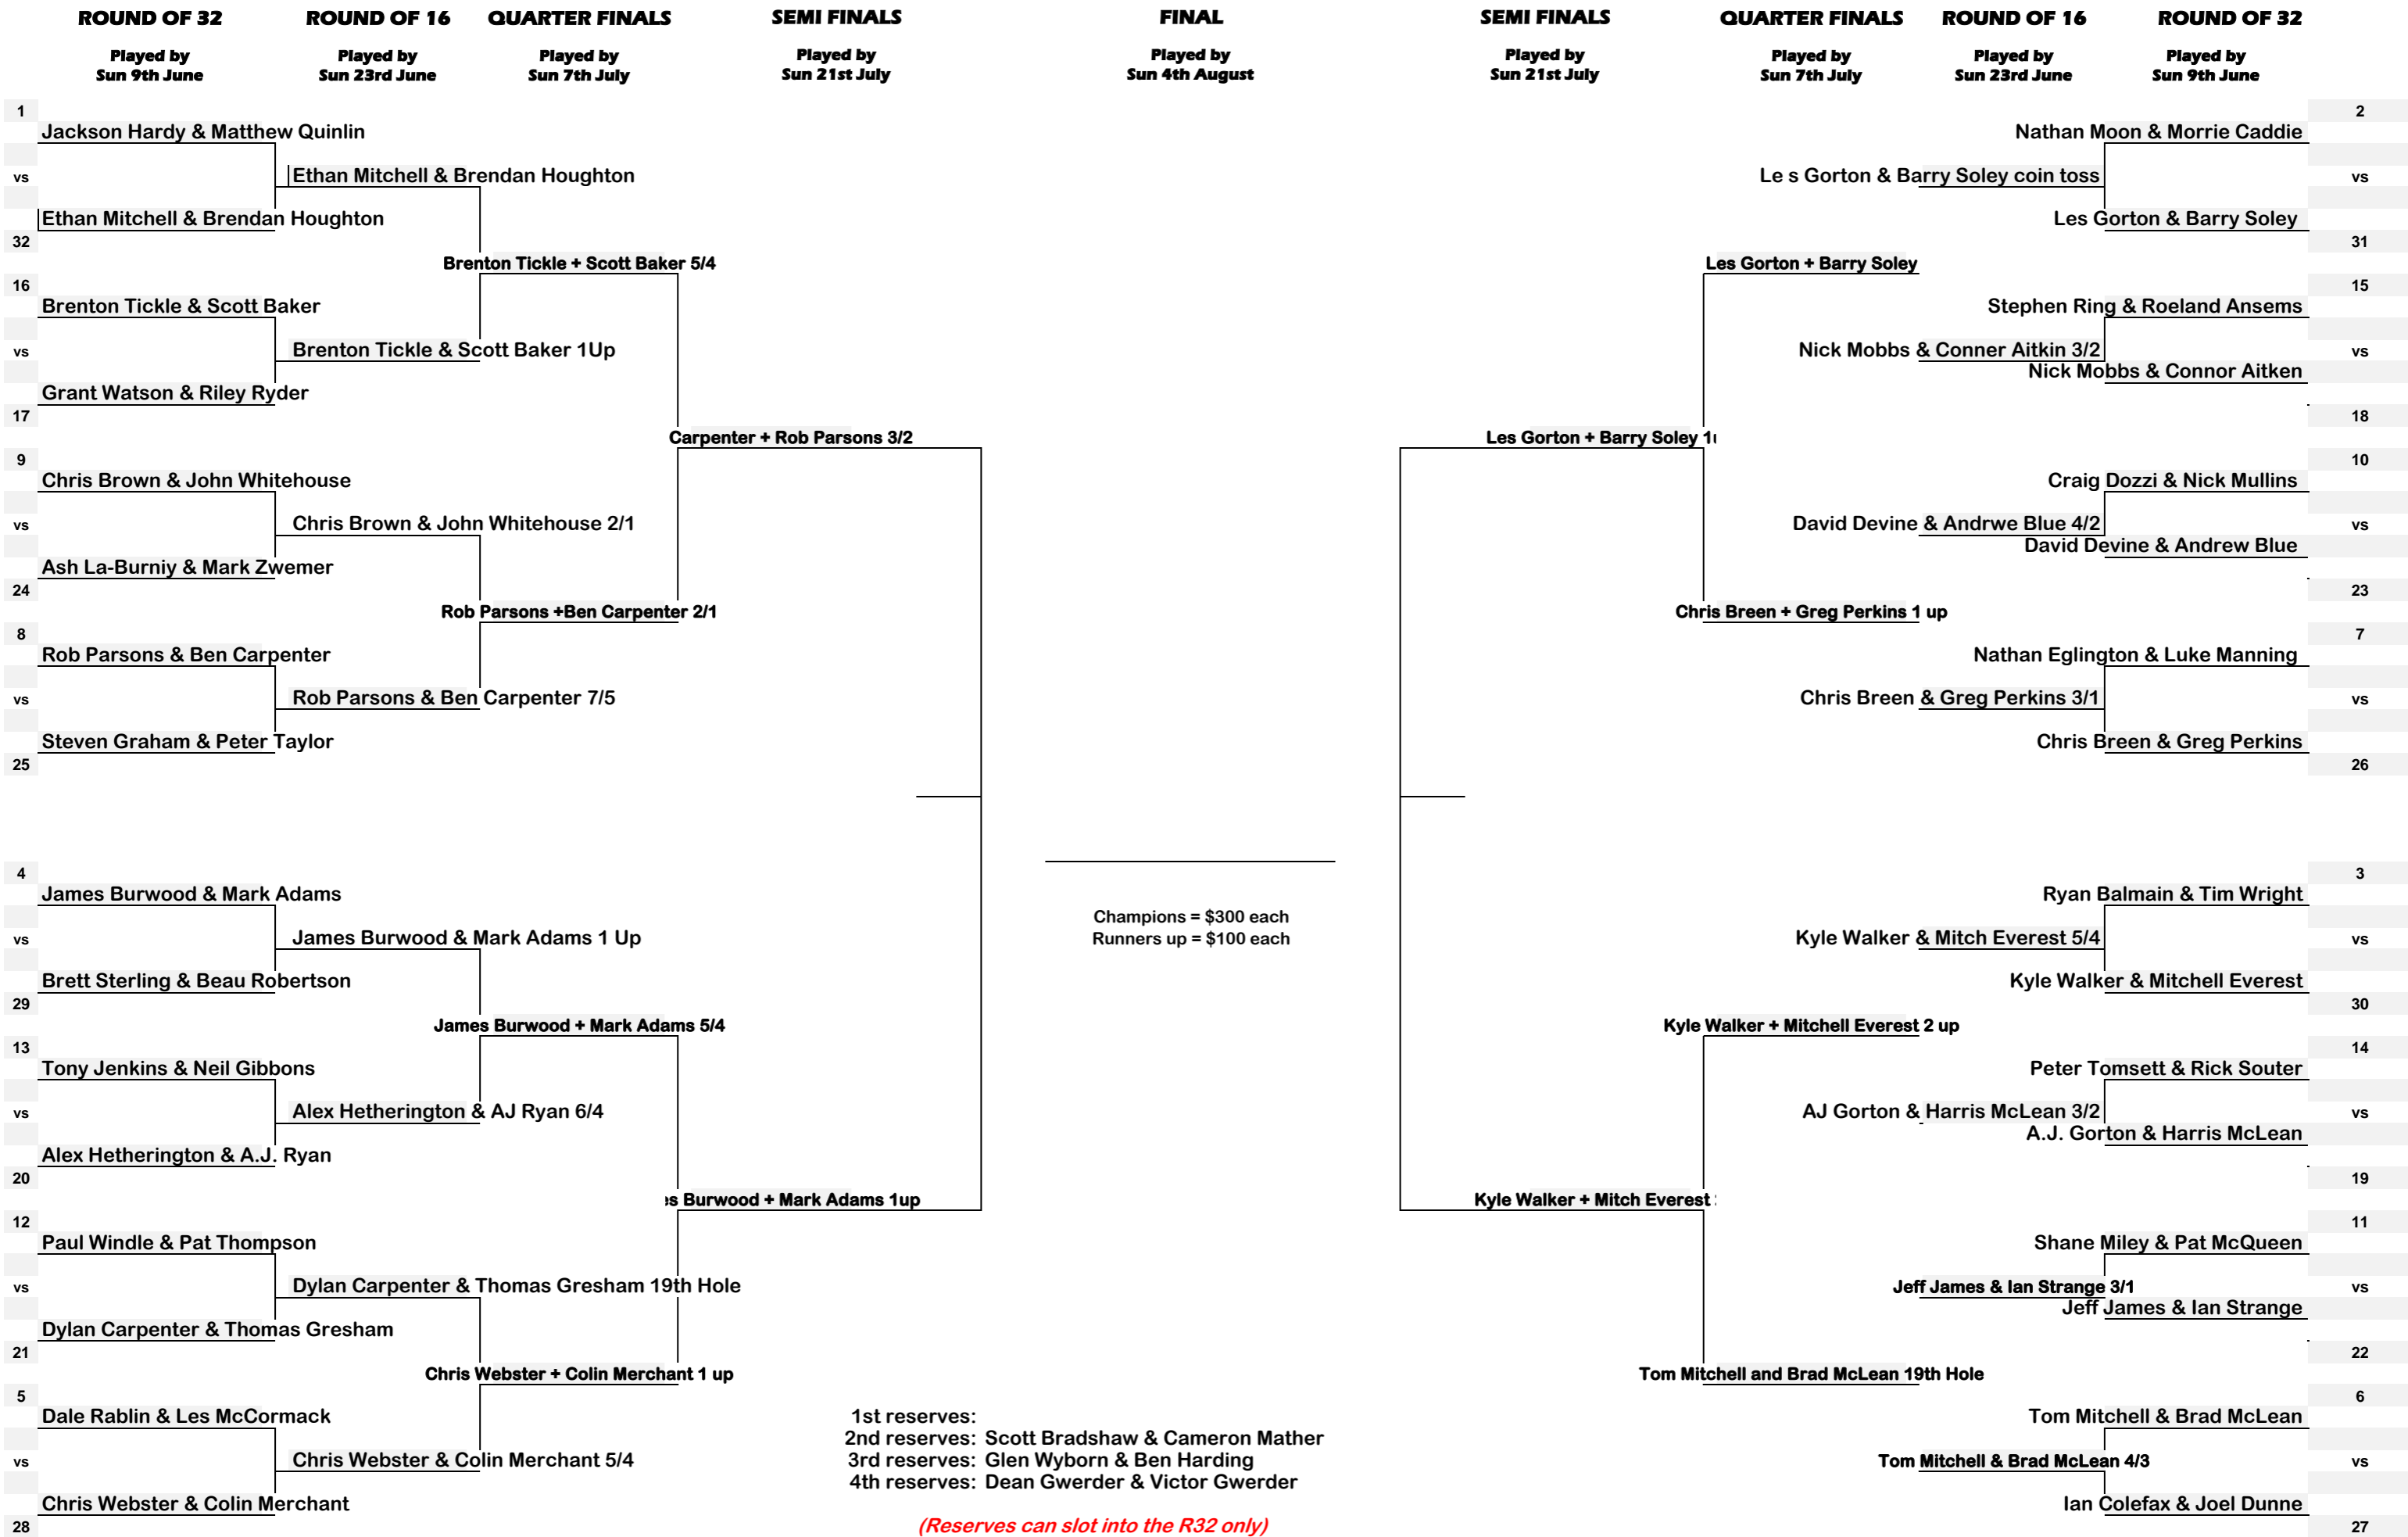 ROUND OF 32 ROUND OF 16 QUARTER FINALS SEMI FINALS FINAL SEMI FINALS QUARTER FINALS ROUND OF 16 ROUND OF 32
Played by Played by Played by Played by Played by Played by Played by Played by Played by
Sun 9th June Sun 23rd June Sun 7th July Sun 21st July Sun 4th August Sun 21st July Sun 7th July Sun 23rd June Sun 9th June
1 2
Jackson Hardy & Matthew Quinlin Nathan Moon & Morrie Caddie
vs Ethan Mitchell & Brendan Houghton Le s Gorton & Barry Soley coin toss vs
Ethan Mitchell & Brendan Houghton Les Gorton & Barry Soley
32 31
Brenton Tickle + Scott Baker 5/4 Les Gorton + Barry Soley
16 15
Brenton Tickle & Scott Baker Stephen Ring & Roeland Ansems
vs Brenton Tickle & Scott Baker 1Up Nick Mobbs & Conner Aitkin 3/2 vs
Nick Mobbs & Connor Aitken
Grant Watson & Riley Ryder
17 18
Carpenter + Rob Parsons 3/2 Les Gorton + Barry Soley
9 10
Chris Brown & John Whitehouse Craig Dozzi & Nick Mullins
vs Chris Brown & John Whitehouse 2/1 David Devine & Andrwe Blue 4/2 vs
David Devine & Andrew Blue
Ash La-Burniy & Mark Zwemer
24 23
Rob Parsons +Ben Carpenter 2/1 Chris Breen + Greg Perkins 1 up
8 7
Rob Parsons & Ben Carpenter Nathan Eglington & Luke Manning
vs Rob Parsons & Ben Carpenter 7/5 Chris Breen & Greg Perkins 3/1 vs
Steven Graham & Peter Taylor Chris Breen & Greg Perkins
25 26
4 3
James Burwood & Mark Adams Ryan Balmain & Tim Wright
Champions = $300 each
vs James Burwood & Mark Adams 1 Up Runners up = $100 each Kyle Walker & Mitch Everest 5/4 vs
Brett Sterling & Beau Robertson Kyle Walker & Mitchell Everest
29 30
James Burwood + Mark Adams 5/4 Kyle Walker + Mitchell Everest 2 up
13 14
Tony Jenkins & Neil Gibbons Peter Tomsett & Rick Souter
vs Alex Hetherington & AJ Ryan 6/4 AJ Gorton & Harris McLean 3/2 vs
A.J. Gorton & Harris McLean
Alex Hetherington & A.J. Ryan
20 19
Burwood + Mark Adams 1up Kyle Walker + Mitch Everest
12 11
Paul Windle & Pat Thompson Shane Miley & Pat McQueen
vs Dylan Carpenter & Thomas Gresham 19th Hole Jeff James & Ian Strange 3/1 vs
Jeff James & Ian Strange
Dylan Carpenter & Thomas Gresham
21 22
Chris Webster + Colin Merchant 1 up Tom Mitchell and Brad McLean 19th Hole
5 6
Dale Rablin & Les McCormack 1st reserves: Tom Mitchell & Brad McLean
2nd reserves: Scott Bradshaw & Cameron Mather
vs Chris Webster & Colin Merchant 5/4 3rd reserves: Glen Wyborn & Ben Harding Tom Mitchell & Brad McLean 4/3 vs
4th reserves: Dean Gwerder & Victor Gwerder
Chris Webster & Colin Merchant Ian Colefax & Joel Dunne
28 (Reserves can slot into the R32 only) 27